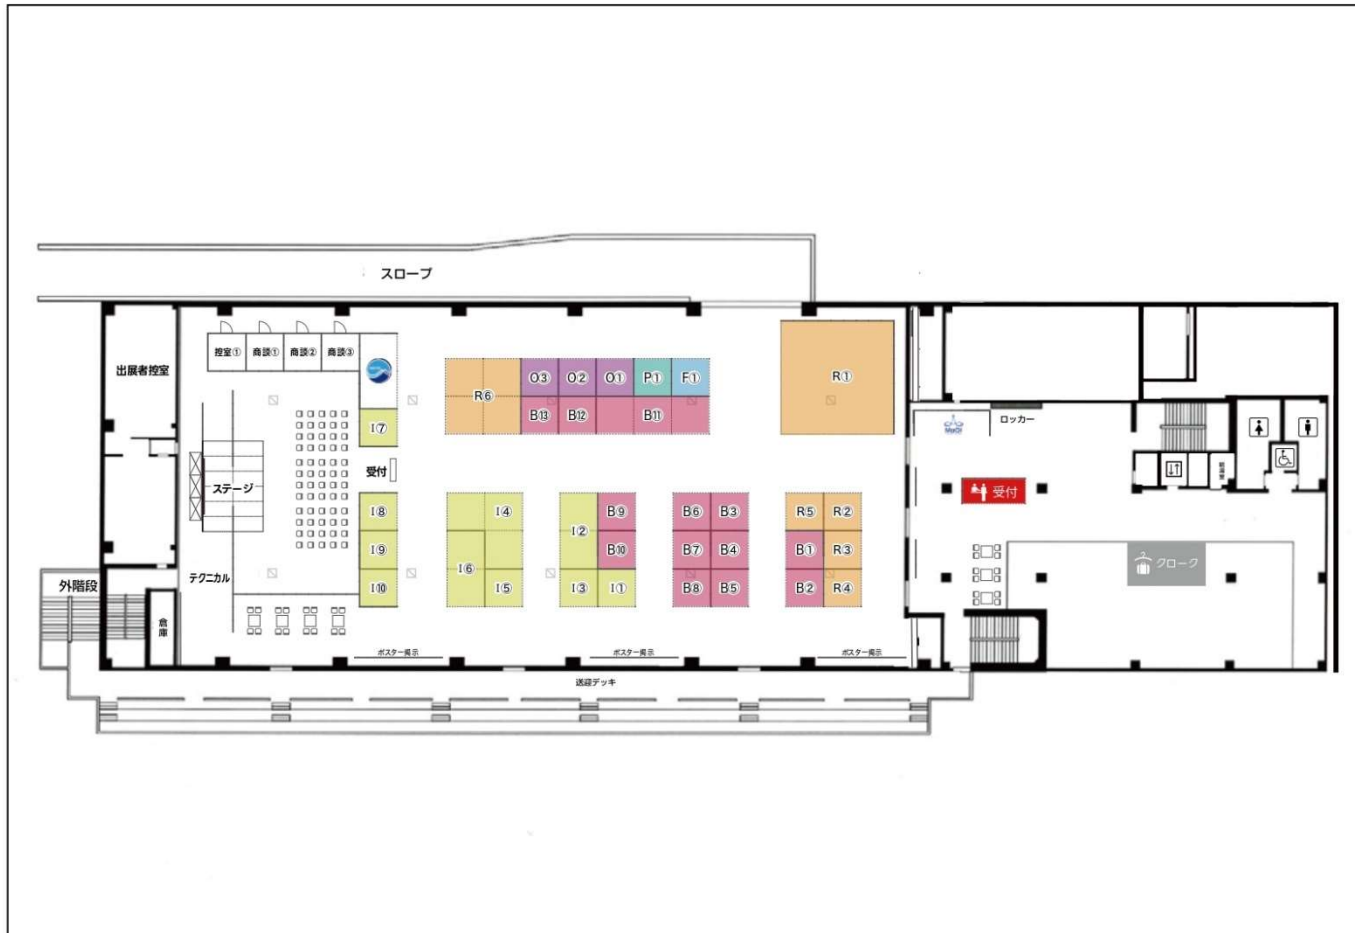 スロープ
出展者控室
控室① 商談① 商談② 商談③
R⑥ O③ O② O① P① F①
R①
B⑬ B⑫ B⑪
I⑦
MaOI
ロッカー
受付
受付
ステージ
I⑧ I④ I② B⑨ B⑥ B③ R⑤ R②
I⑨ I⑥ B⑩ B⑦ B④ B① R③
I⑩ I⑤ I③ I① B⑧ B⑤ B② R④
クローク
テクニカル
外階段
倉庫
ポスター掲示 ポスター掲示 ポスター掲示
送迎デッキ